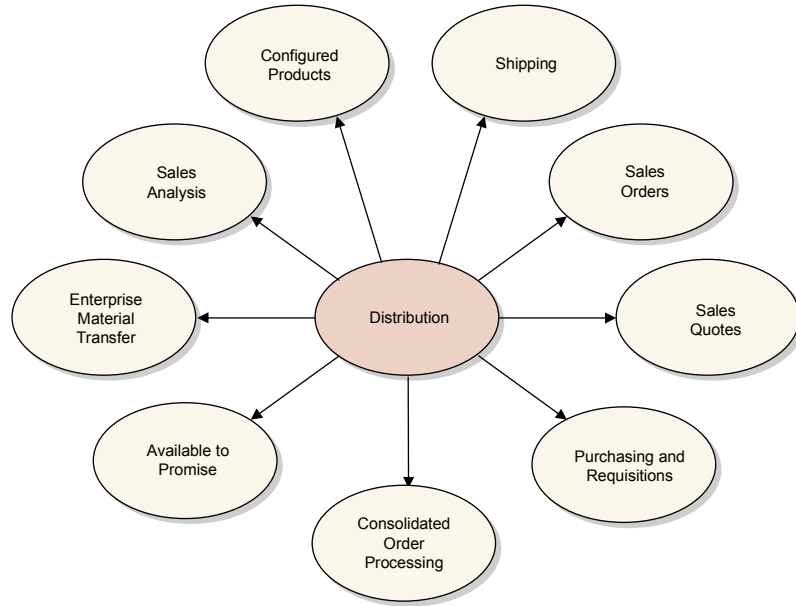 Configured
Products
Shipping
Sales
Analysis
Sales
Orders
Enterprise
Material
Transfer
Distribution
Sales
Quotes
Available to
Promise
Purchasing and
Requisitions
Consolidated
Order
Processing